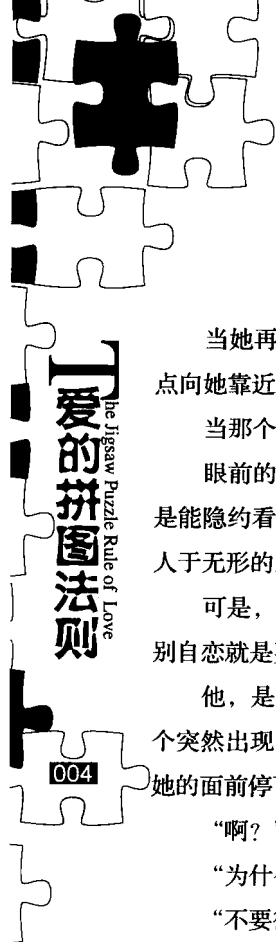 爱的拼图法则
The Jigsaw Puzzle Rule of Love
004
当她再
点向她靠近
当那个
眼前的
是能隐约看
人于无形的
可是，
别自恋就是
他，是
个突然出现
她的面前停
“啊？
“为什
“不要